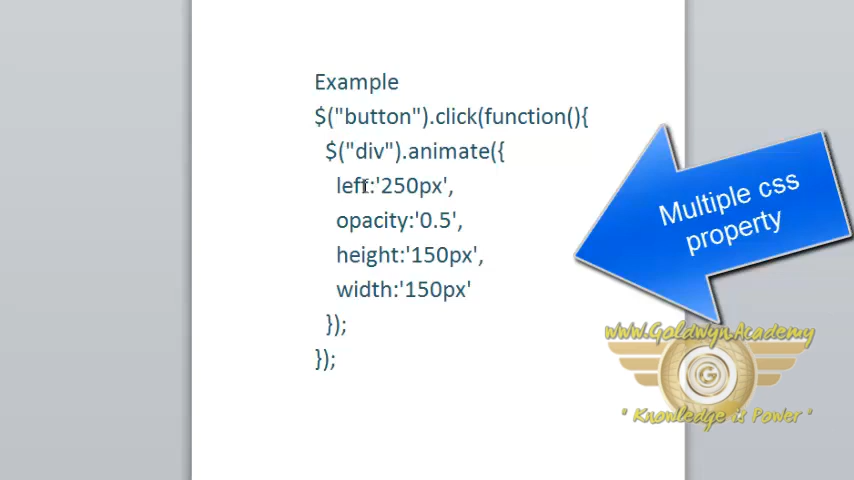 Example
$("button").click(function(){
$("div").animate({
left:'250px',
opacity:'0.5',
height:'150px',
width:'150px'
});
});
Multiple css
property
www.GoldwynAcademy
G
" Knowledge is Power "